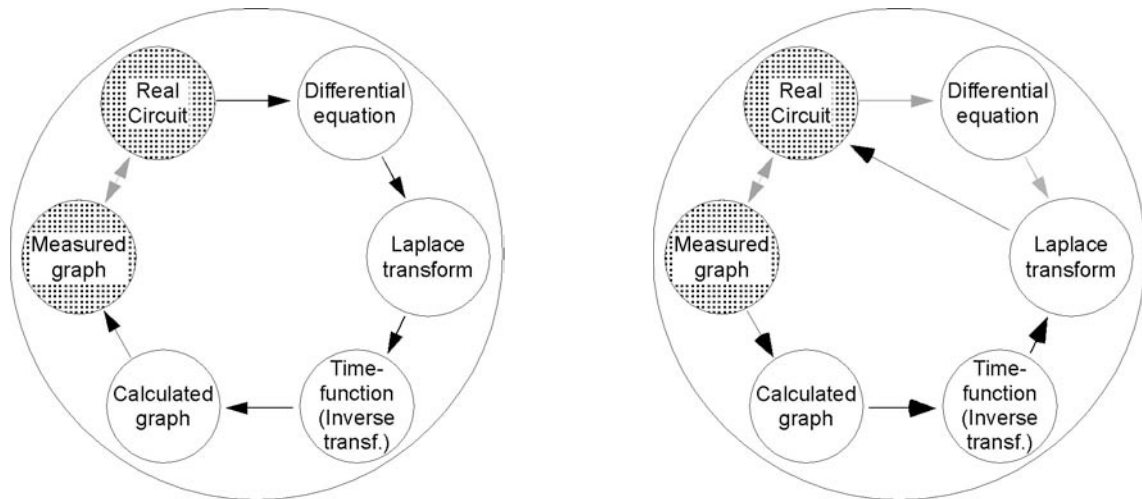 Real
Circuit
Differential
equation
Measured
graph
Laplace
transform
Calculated
graph
Time-
function
(Inverse
transf.)
Real
Circuit
Differential
equation
Measured
graph
Laplace
transform
Calculated
graph
Time-
function
(Inverse
transf.)